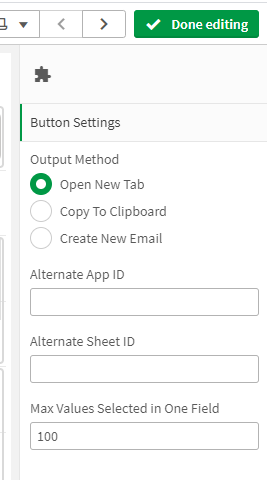 Done editing
Button Settings
Output Method
Open New Tab
Copy To Clipboard
Create New Email
Alternate App ID
Alternate Sheet ID
Max Values Selected in One Field
100